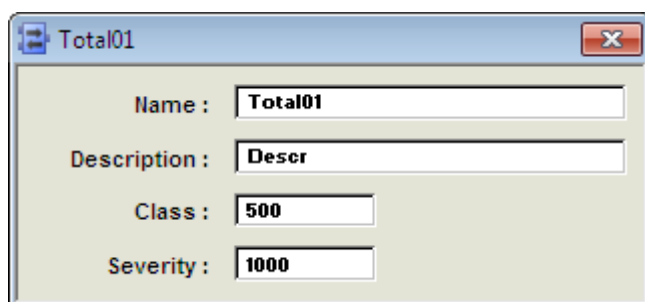 Total01
Name : Total01
Description : Descr
Class : 500
Severity : 1000